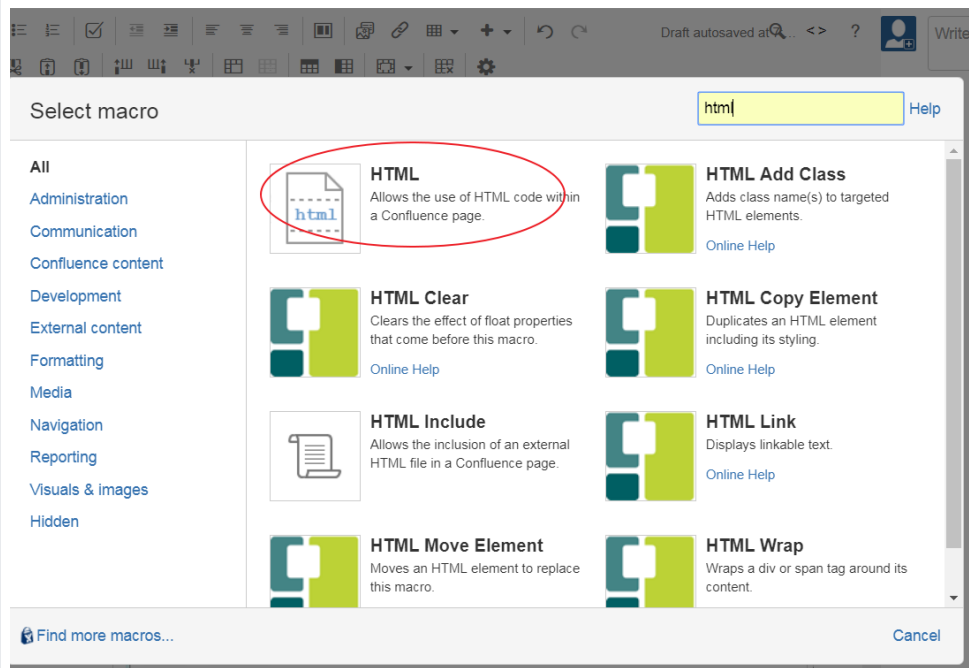 Draft autosaved at ... < > ?
Write
Select macro
html
Help
All
Administration
Communication
Confluence content
Development
External content
Formatting
Media
Navigation
Reporting
Visuals & images
Hidden
html
HTML
Allows the use of HTML code within
a Confluence page.
HTML Add Class
Adds class name(s) to targeted
HTML elements.
Online Help
HTML Clear
Clears the effect of float properties
that come before this macro.
Online Help
HTML Copy Element
Duplicates an HTML element
including its styling.
Online Help
HTML Include
Allows the inclusion of an external
HTML file in a Confluence page.
HTML Link
Displays linkable text.
Online Help
HTML Move Element
Moves an HTML element to replace
this macro.
HTML Wrap
Wraps a div or span tag around its
content.
Find more macros...
Cancel